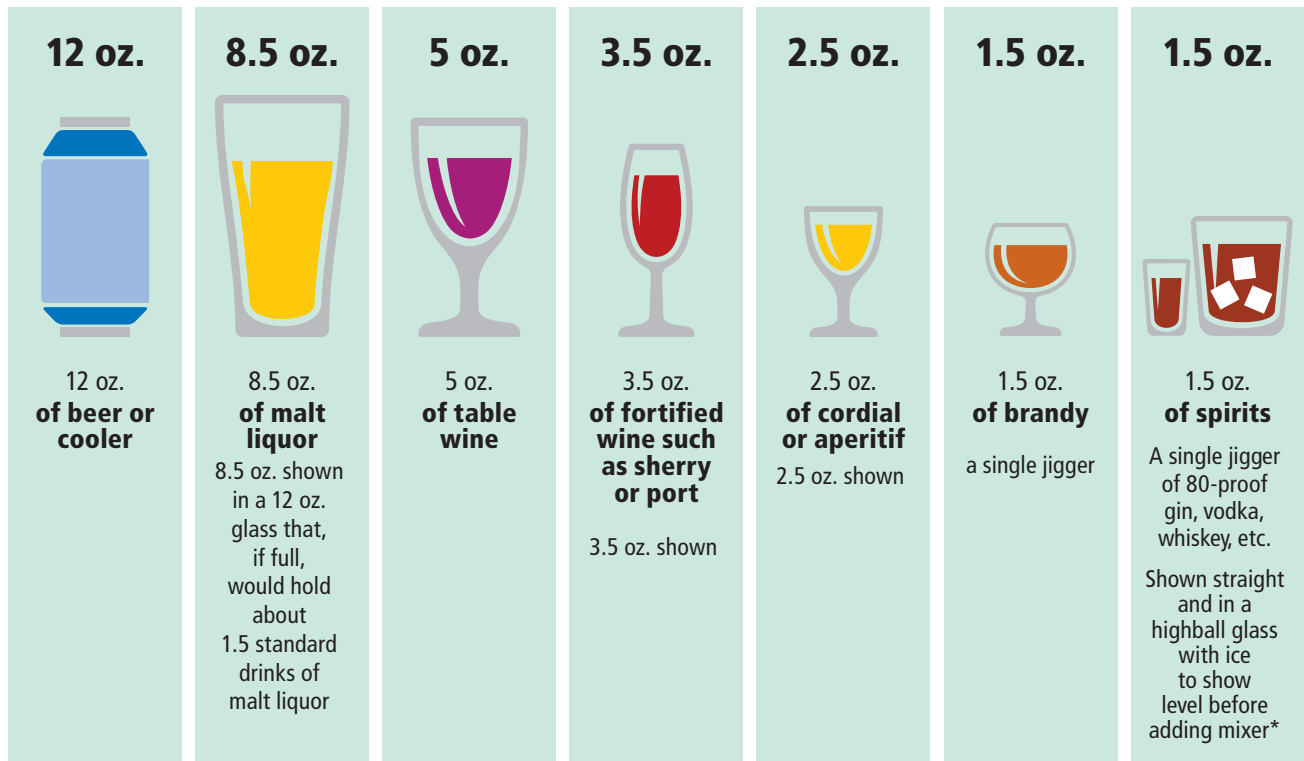 12 oz.
12 oz.
of beer or
cooler
8.5 oz.
8.5 oz.
of malt
liquor
8.5 oz. shown
in a 12 oz.
glass that,
if full,
would hold
about
1.5 standard
drinks of
malt liquor
5 oz.
5 oz.
of table
wine
3.5 oz.
3.5 oz.
of fortified
wine such
as sherry
or port
3.5 oz. shown
2.5 oz.
2.5 oz.
of cordial
or aperitif
2.5 oz. shown
1.5 oz.
1.5 oz.
of brandy
a single jigger
1.5 oz.
1.5 oz.
of spirits
A single jigger
of 80-proof
gin, vodka,
whiskey, etc.
Shown straight
and in a
highball glass
with ice
to show
level before
adding mixer*